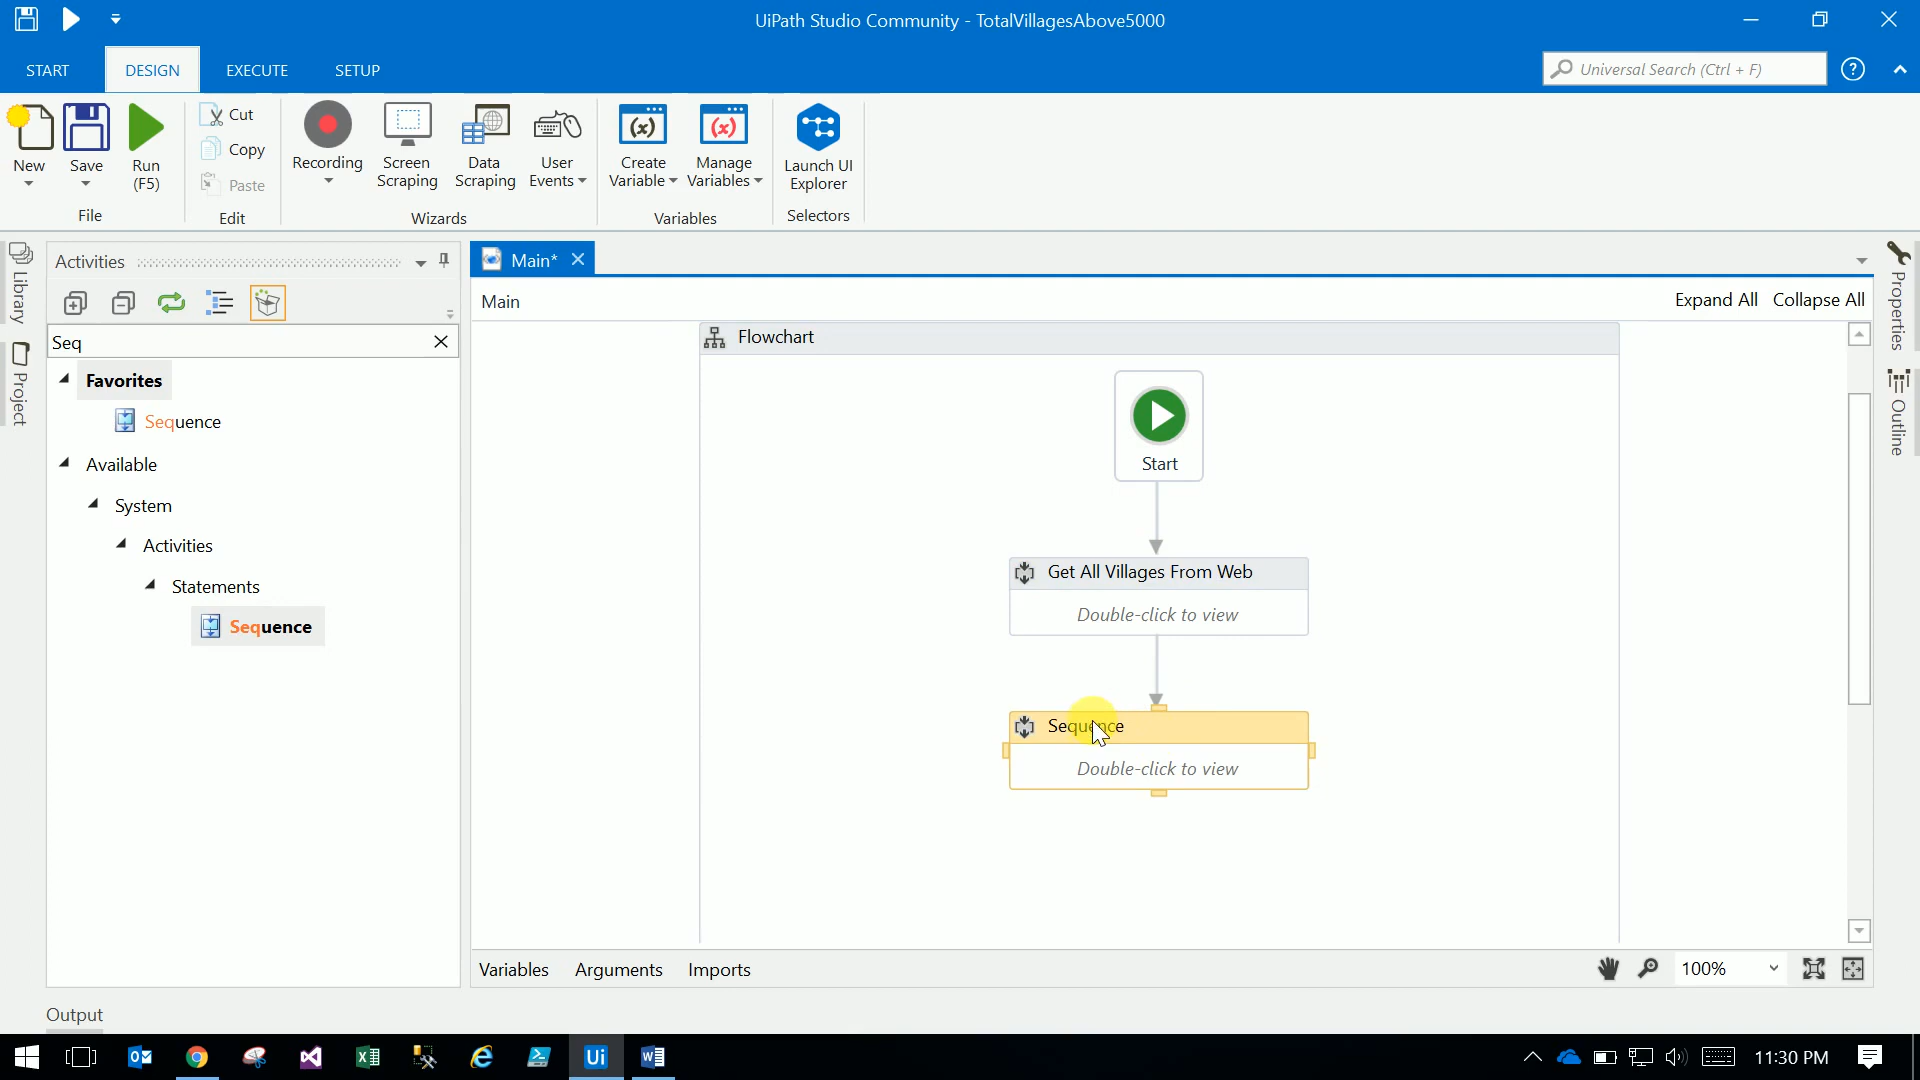 UiPath Studio Community - TotalVillagesAbove5000
START DESIGN EXECUTE SETUP
Universal Search (Ctrl + F)
New
Save
Run
(F5)
File
Cut
Copy
Paste
Edit
Recording
Screen
Scraping
Data
Scraping
User
Events
Wizards
Create
Variable
Manage
Variables
Variables
Launch UI
Explorer
Selectors
Library
Project
Activities
Seq
Favorites
Sequence
Available
System
Activities
Statements
Sequence
Main*
Main
Expand All Collapse All
Flowchart
Start
Get All Villages From Web
Double-click to view
Sequence
Double-click to view
Properties
Outline
Variables Arguments Imports
100%
Output
Ui
11:30 PM